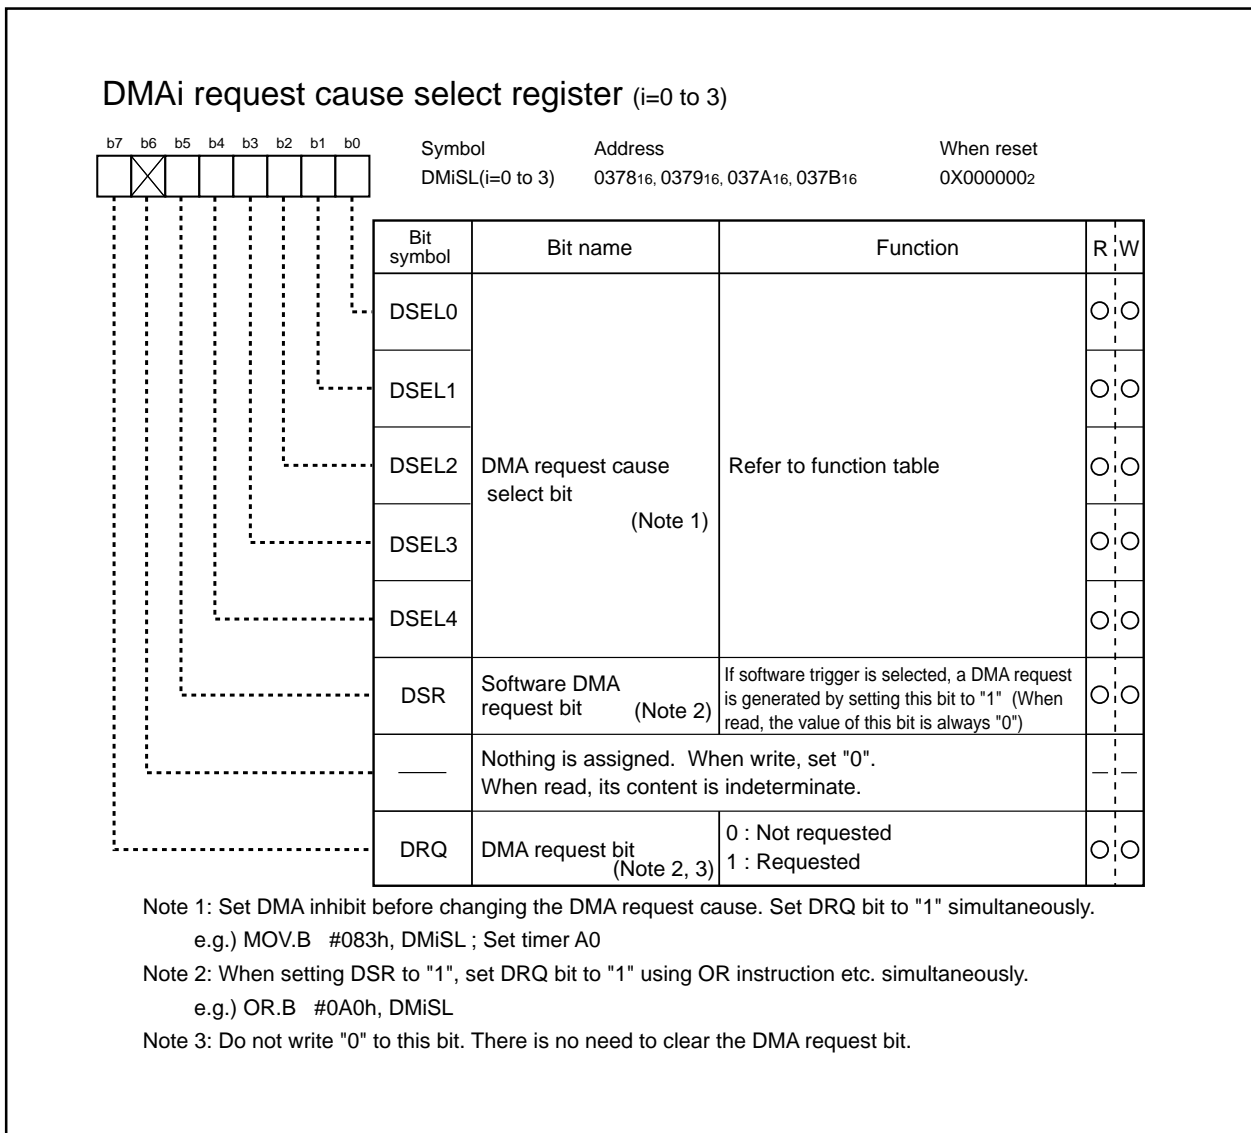 DMAi request cause select register (i=0 to 3)
b7 b6 b5 b4 b3 b2 b1 b0
Symbol Address When reset
DMiSL(i=0 to 3) 037816, 037916, 037A16, 037B16 0X0000002
Bit symbol Bit name Function R W
DSEL0
DSEL1
DSEL2 DMA request cause Refer to function table
select bit
(Note 1)
DSEL3
DSEL4
DSR Software DMA request bit (Note 2) If software trigger is selected, a DMA request
is generated by setting this bit to "1" (When
read, the value of this bit is always "0")
Nothing is assigned. When write, set "0".
When read, its content is indeterminate.
DRQ DMA request bit (Note 2, 3) 0 : Not requested
1 : Requested
Note 1: Set DMA inhibit before changing the DMA request cause. Set DRQ bit to "1" simultaneously.
e.g.) MOV.B #083h, DMiSL ; Set timer A0
Note 2: When setting DSR to "1", set DRQ bit to "1" using OR instruction etc. simultaneously.
e.g.) OR.B #0A0h, DMiSL
Note 3: Do not write "0" to this bit. There is no need to clear the DMA request bit.